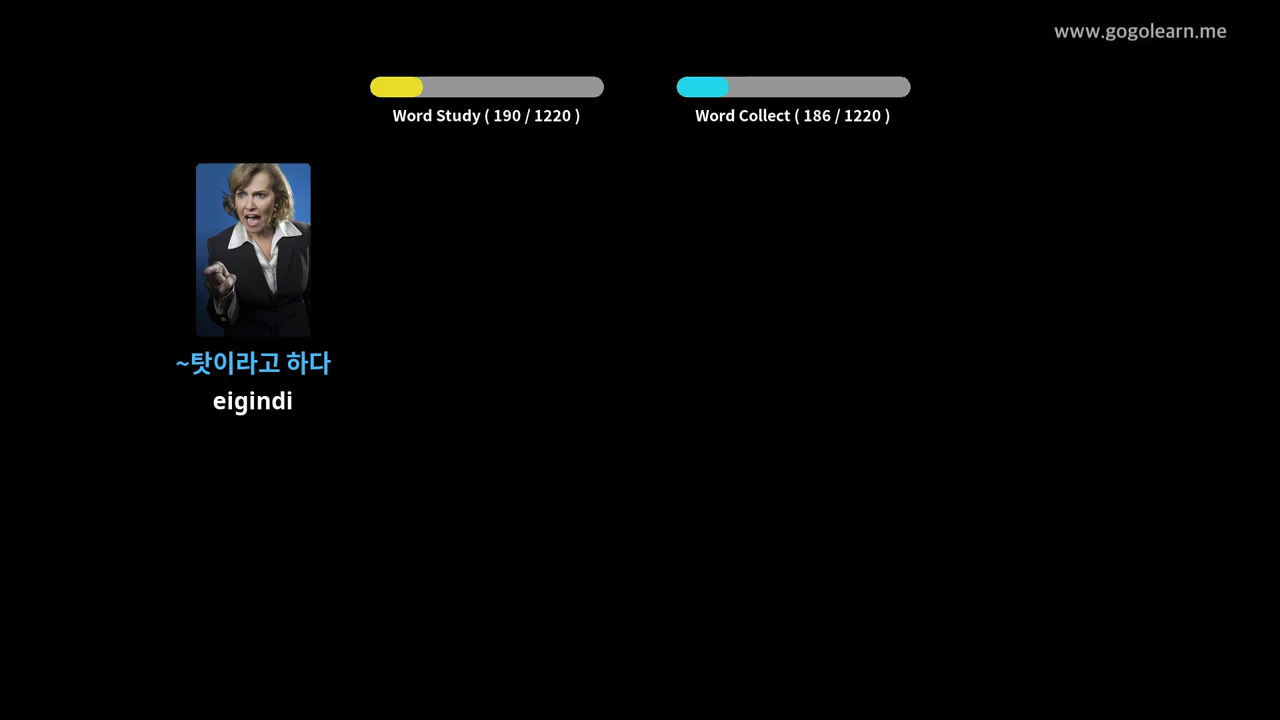 www.gogolearn.me
Word Study ( 190 / 1220 )
Word Collect ( 186 / 1220 )
~탓이라고 하다
eigindi